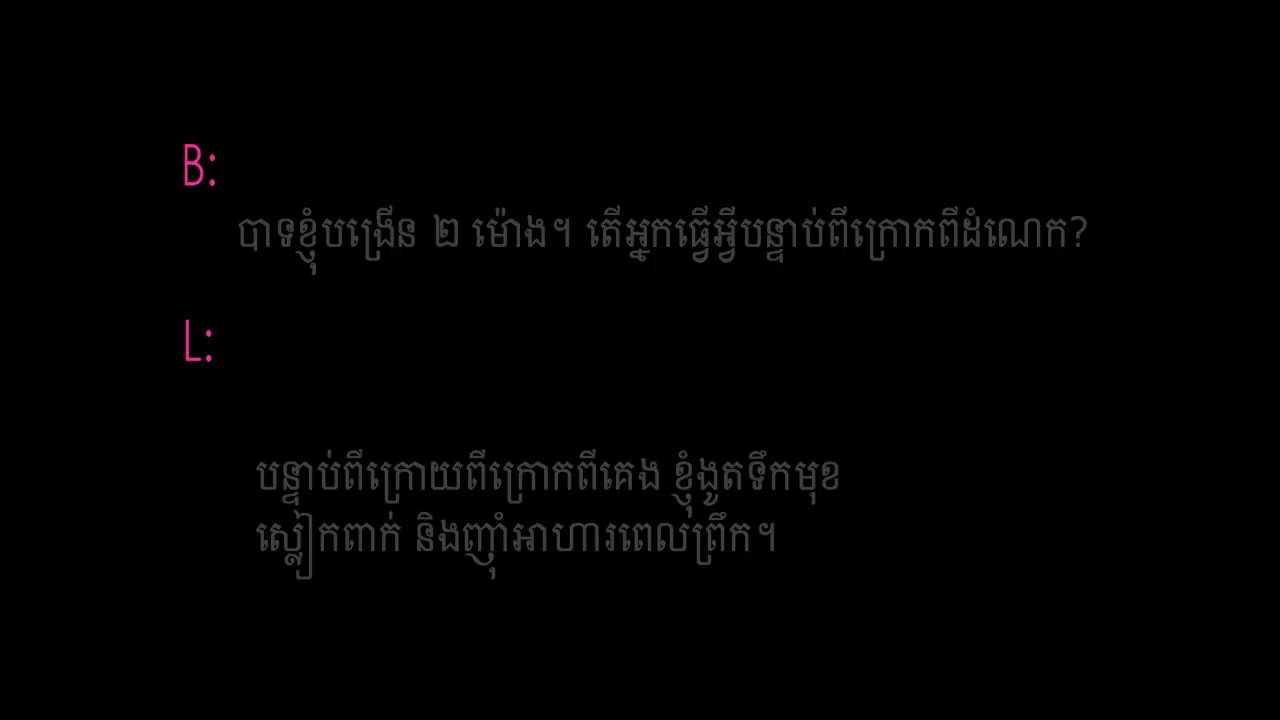 B:
បាទខ្ញុំបង្រើន ២ ម៉ោង។ តើអ្នកធ្វើអ្វីបន្ទាប់ពីក្រោកពីដំណេក?
L:
បន្ទាប់ពីក្រោយពីក្រោកពីគេង ខ្ញុំងូតទឹកមុខ
ស្លៀកពាក់ និងញ៉ាំអាហារពេលព្រឹក។